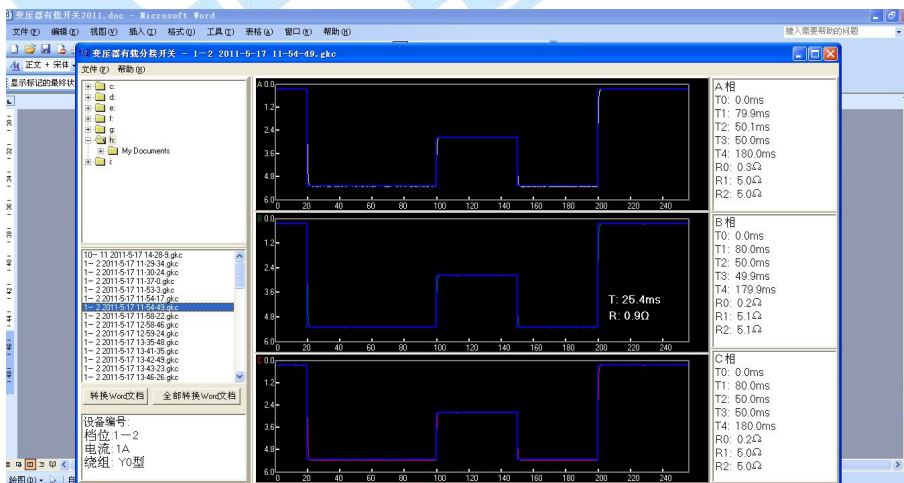 变压器有载开关2011.doc - Microsoft Word
文件(F) 编辑(E) 视图(V) 插入(I) 格式(O) 工具(T) 表格(A) 窗口(W) 帮助(H)
键入需要帮助的问题
正文 + 宋体
显示标记的最终状
变压器有载分接开关 - 1-2 2011-5-17 11-54-49.gkc
文件(F) 帮助(X)
c:
d:
e:
f:
g:
h:
My Documents
i:
10- 11 2011-5-17 14-28-9.gkc
1- 2 2011-5-17 11-29-34.gkc
1- 2 2011-5-17 11-30-24.gkc
1- 2 2011-5-17 11-37-0.gkc
1- 2 2011-5-17 11-53-3.gkc
1- 2 2011-5-17 11-54-17.gkc
1- 2 2011-5-17 11-54-49.gkc
1- 2 2011-5-17 11-58-22.gkc
1- 2 2011-5-17 12-58-46.gkc
1- 2 2011-5-17 12-59-24.gkc
1- 2 2011-5-17 13-35-48.gkc
1- 2 2011-5-17 13-41-35.gkc
1- 2 2011-5-17 13-42-49.gkc
1- 2 2011-5-17 13-43-23.gkc
1- 2 2011-5-17 13-46-26.gkc
转换Word文档 全部转换Word文档
设备编号:
档位:1-2
电流:1A
绕组: Y0型
A 0.0
1.2
2.4
3.6
4.8
6.0
0 20 40 60 80 100 120 140 160 180 200 220 240
B 0.0
1.2
2.4
3.6
4.8
6.0
T: 25.4ms
R: 0.9Ω
0 20 40 60 80 100 120 140 160 180 200 220 240
C 0.0
1.2
2.4
3.6
4.8
6.0
0 20 40 60 80 100 120 140 160 180 200 220 240
A相
T0: 0.0ms
T1: 79.9ms
T2: 50.1ms
T3: 50.0ms
T4: 180.0ms
R0: 0.3Ω
R1: 5.0Ω
R2: 5.0Ω
B相
T0: 0.0ms
T1: 80.0ms
T2: 50.0ms
T3: 49.9ms
T4: 179.9ms
R0: 0.2Ω
R1: 5.1Ω
R2: 5.1Ω
C相
T0: 0.0ms
T1: 80.0ms
T2: 50.0ms
T3: 50.0ms
T4: 180.0ms
R0: 0.2Ω
R1: 5.0Ω
R2: 5.0Ω
绘图(D)